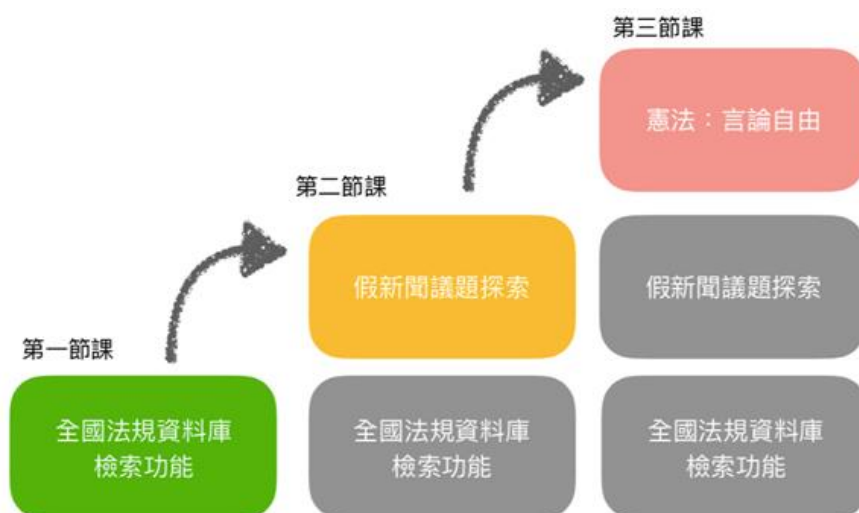 第三節課
憲法：言論自由
第二節課
假新聞議題探索
假新聞議題探索
第一節課
全國法規資料庫
檢索功能
全國法規資料庫
檢索功能
全國法規資料庫
檢索功能